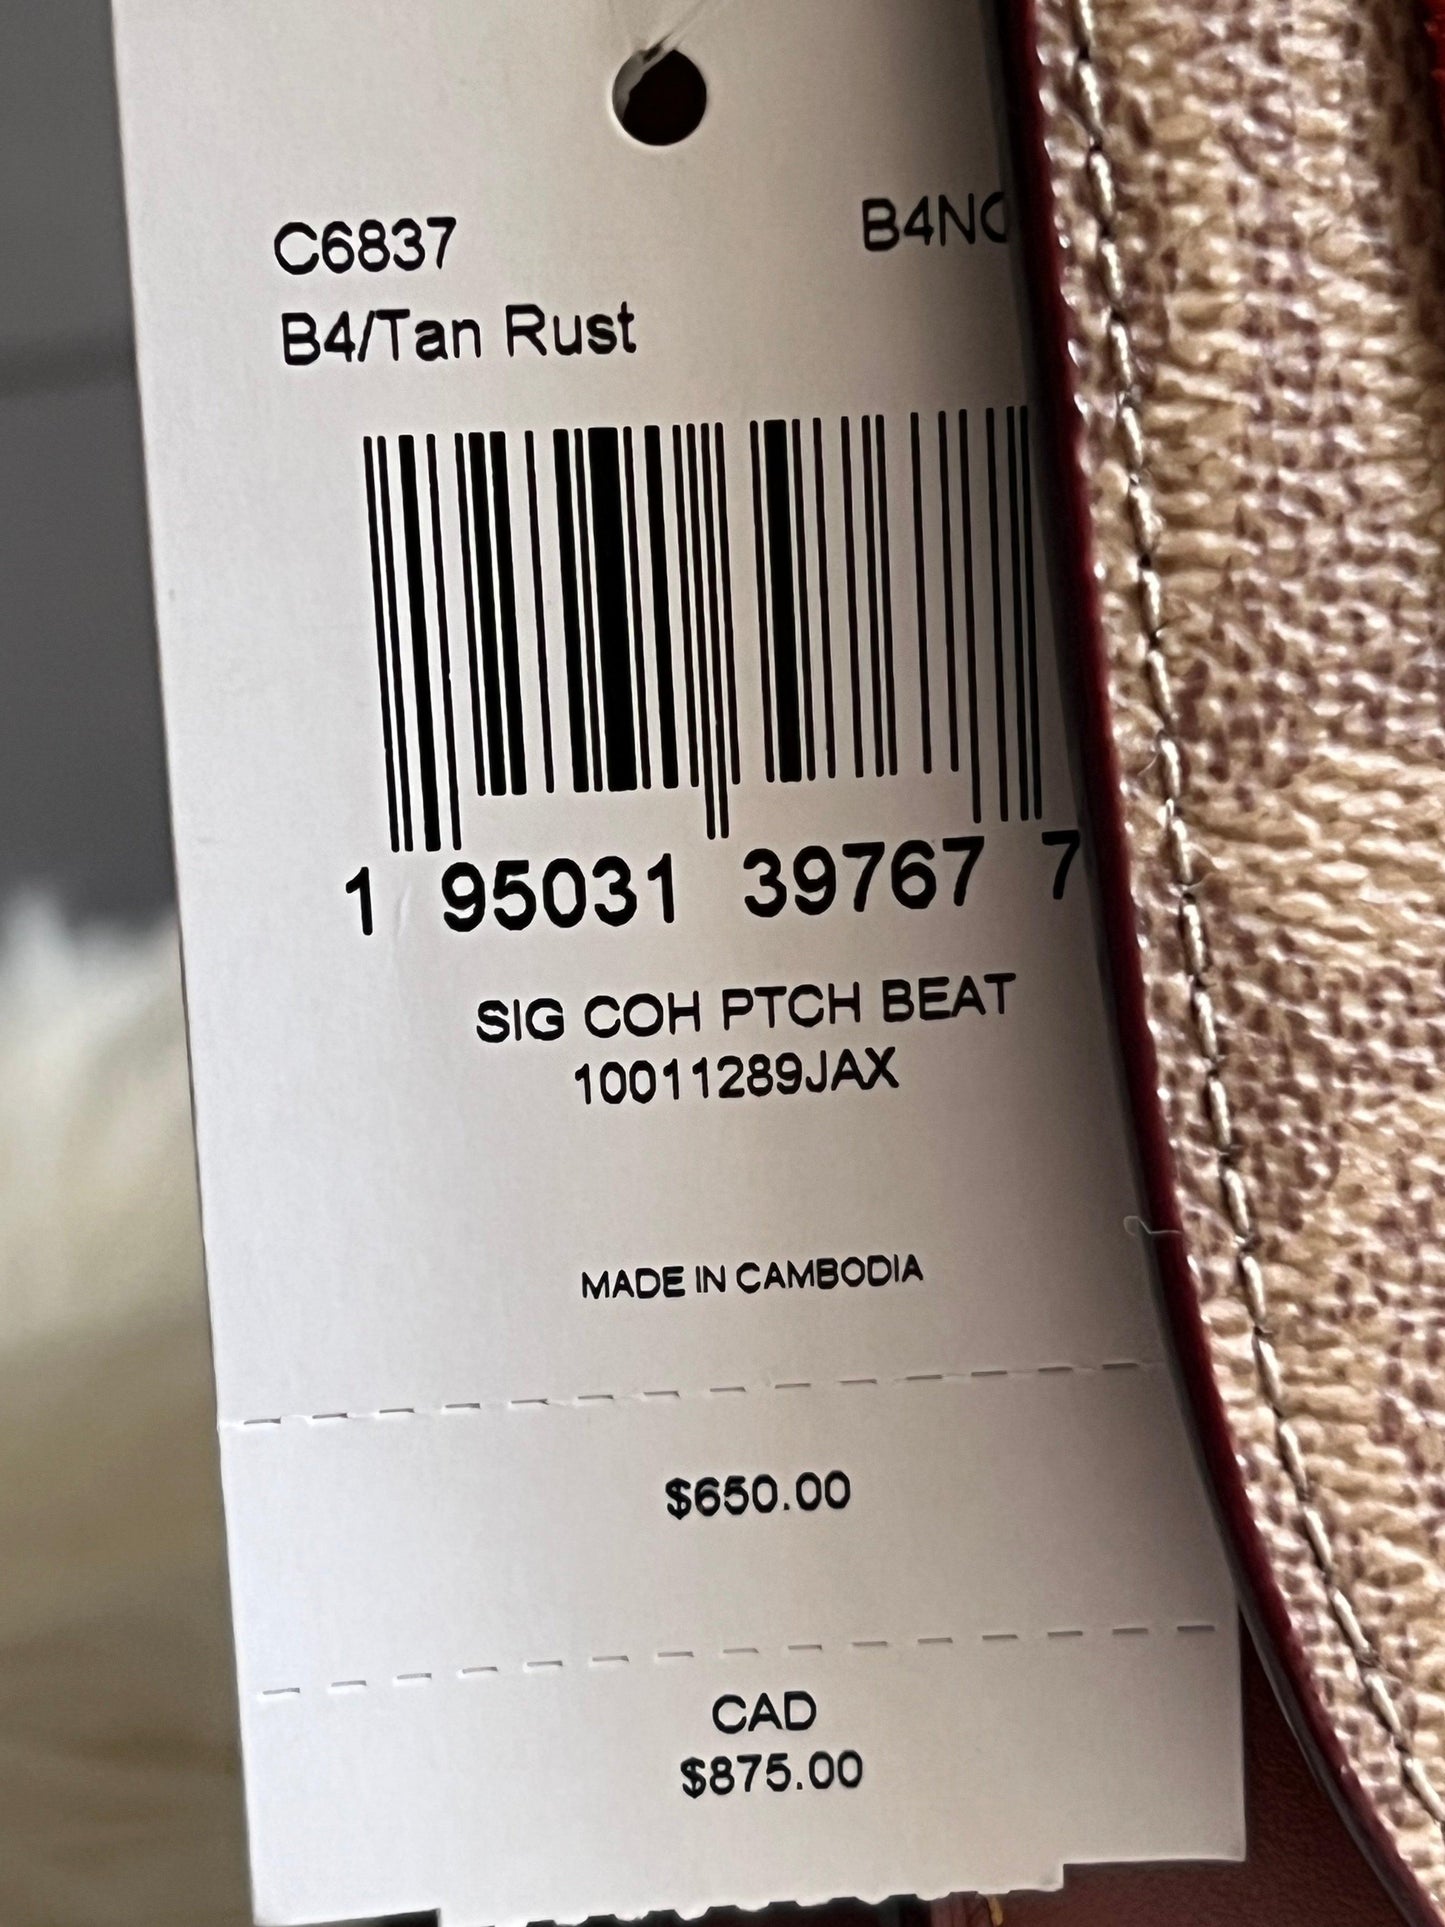 C6837 B4NC
B4/Tan Rust
1 95031 39767 7
SIG COH PTCH BEAT
10011289JAX
MADE IN CAMBODIA
$650.00
CAD
$875.00